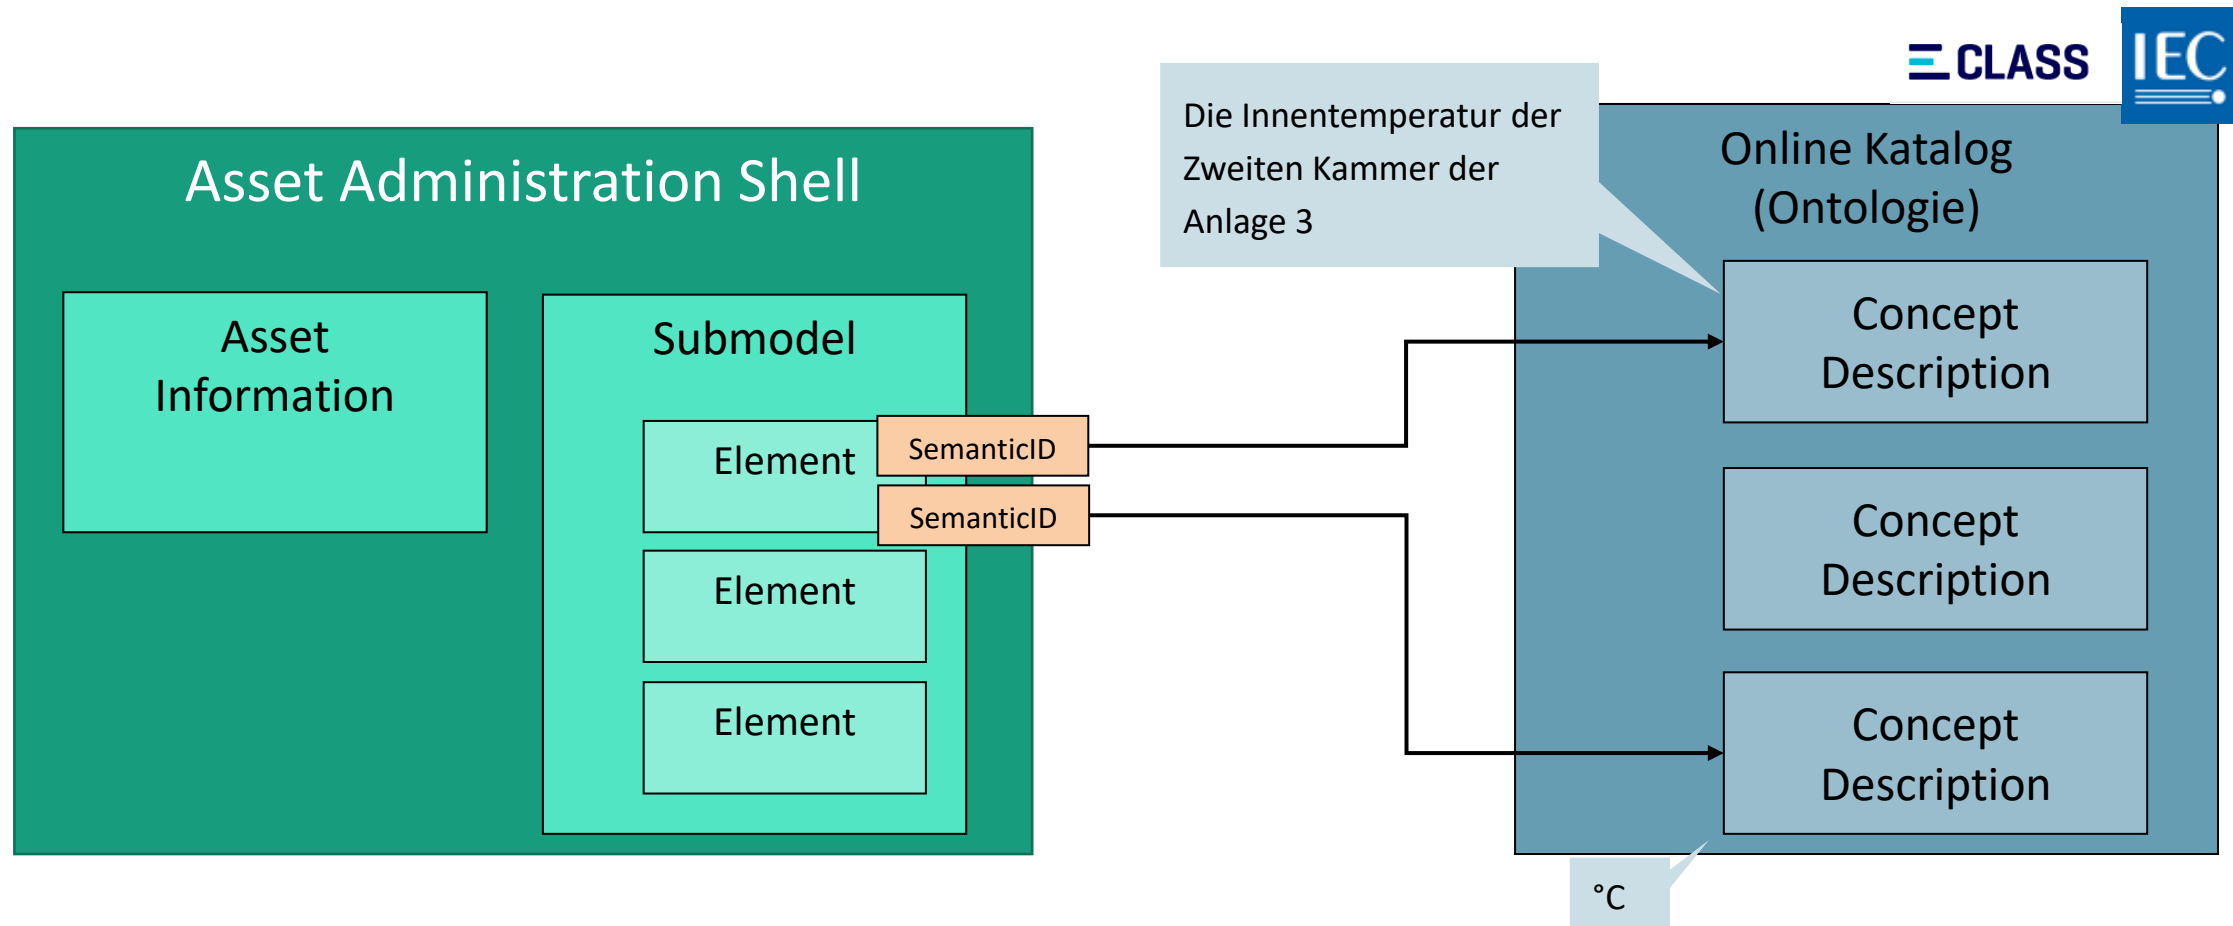 Asset Administration Shell
Asset
Information
Submodel
Element
SemanticID
SemanticID
Element
Element
Die Innentemperatur der
Zweiten Kammer der
Anlage 3
ECLASS
IEC
Online Katalog
(Ontologie)
Concept
Description
Concept
Description
Concept
Description
°C